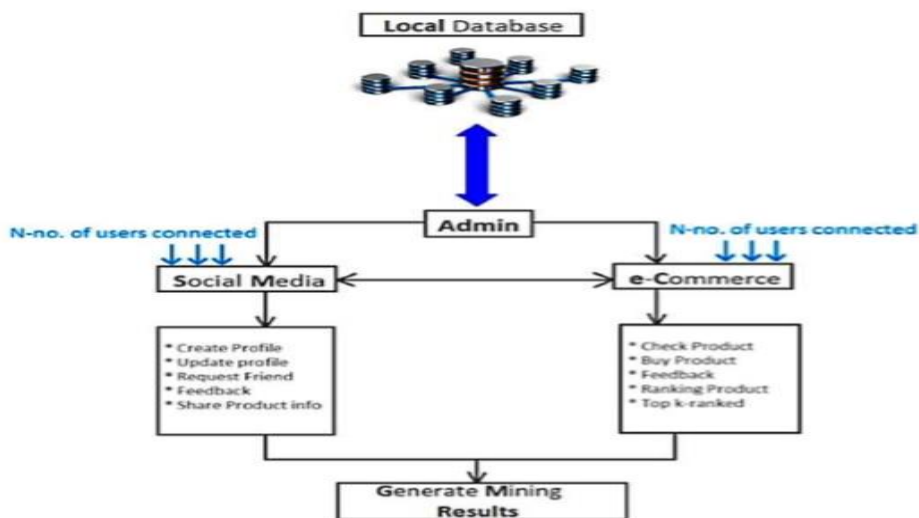 Local Database
Admin
N-no. of users connected
N-no. of users connected
Social Media
e-Commerce
* Create Profile
* Update profile
* Request Friend
* Feedback
* Share Product info
* Check Product
* Buy Product
* Feedback
* Ranking Product
* Top k-ranked
Generate Mining
Results